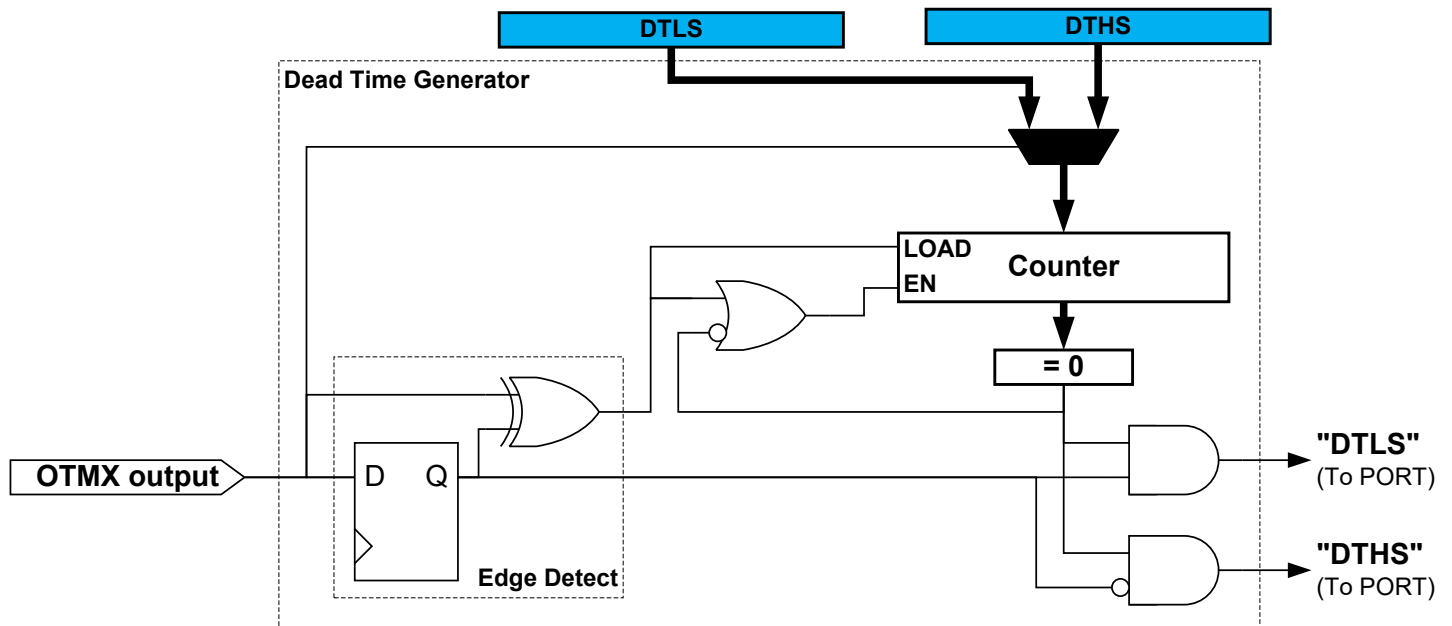 DTLS
DTHS
Dead Time Generator
LOAD
Counter
EN
= 0
OTMX output
D
Q
Edge Detect
"DTLS"
(To PORT)
"DTHS"
(To PORT)